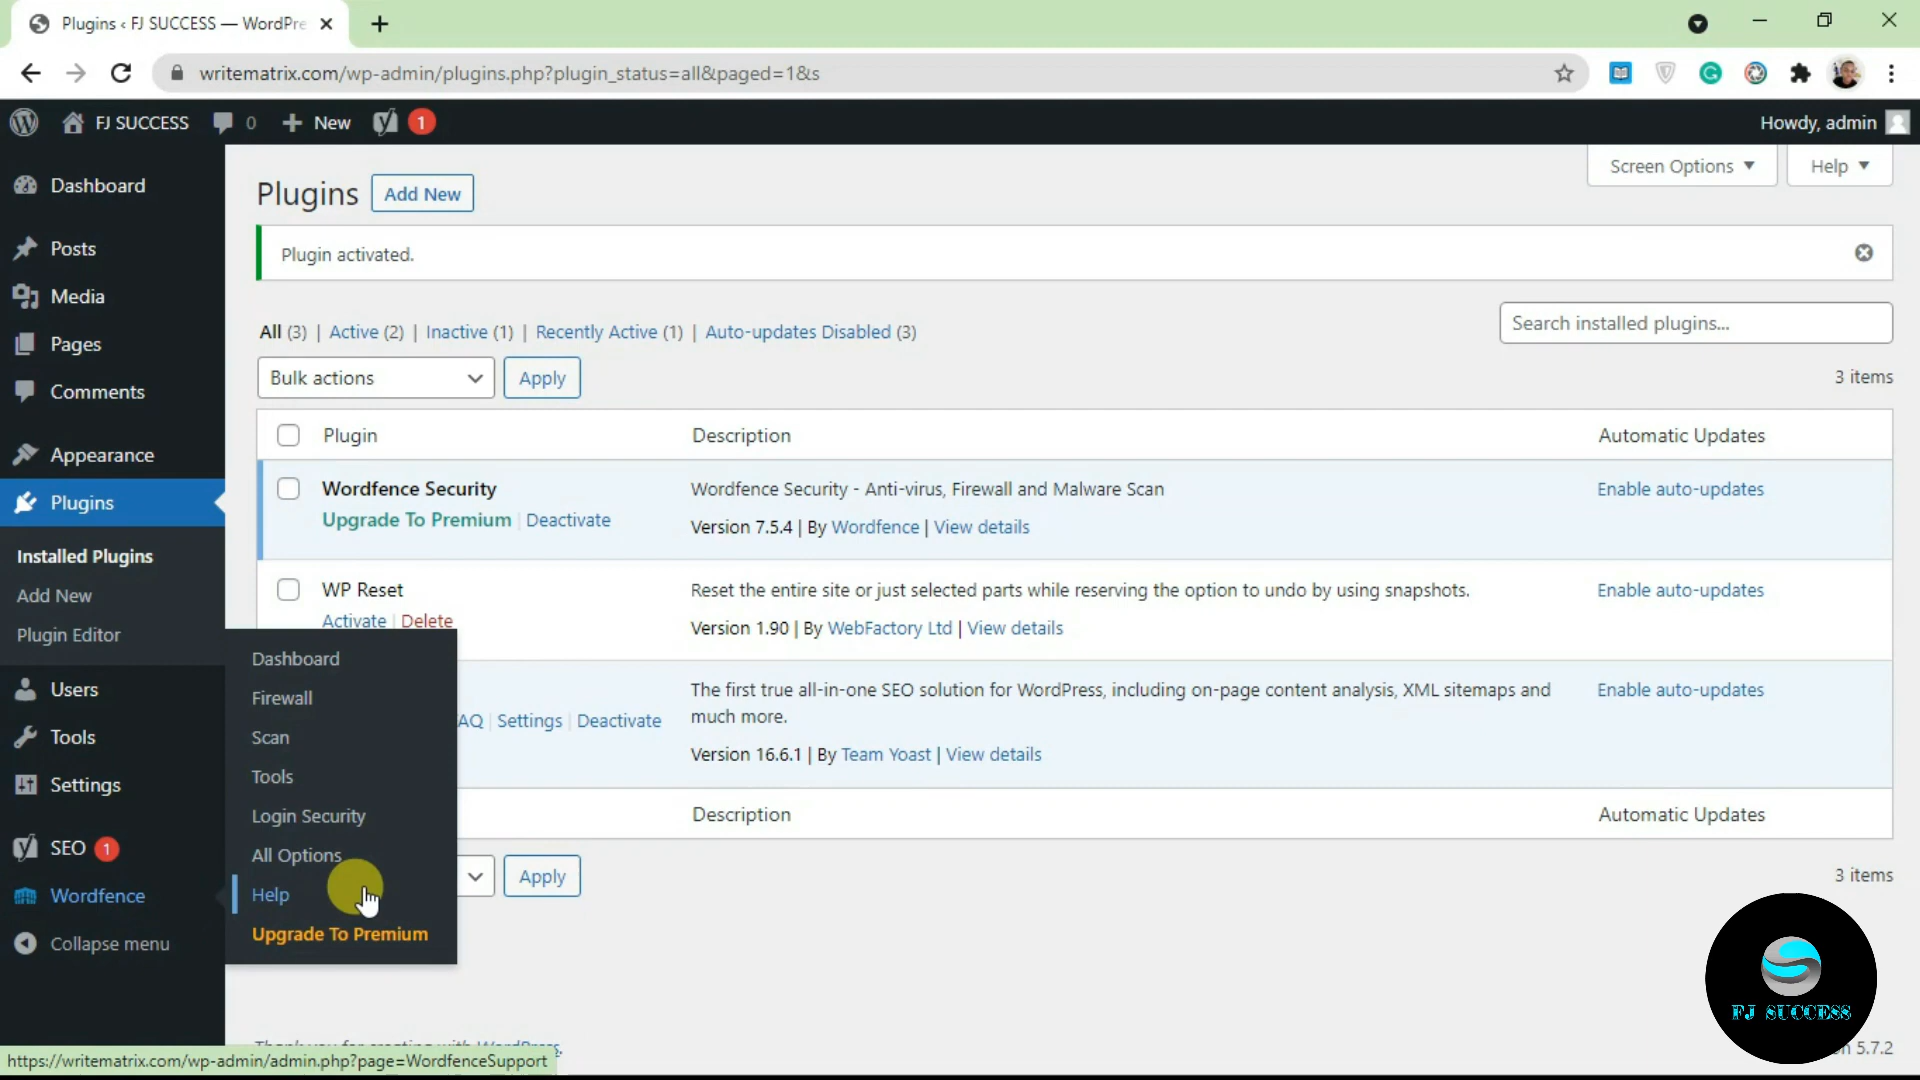 Plugins ‹ FJ SUCCESS — WordPre
writematrix.com/wp-admin/plugins.php?plugin_status=all&paged=1&s
FJ SUCCESS 0 New 1
Howdy, admin
Dashboard
Posts
Media
Pages
Comments
Appearance
Plugins
Installed Plugins
Add New
Plugin Editor
Users
Tools
Settings
SEO 1
Wordfence
Collapse menu
Dashboard
Firewall
Scan
Tools
Login Security
All Options
Help
Upgrade To Premium
Screen Options
Help
Plugins
Add New
Plugin activated.
All (3) | Active (2) | Inactive (1) | Recently Active (1) | Auto-updates Disabled (3)
Search installed plugins...
Bulk actions
Apply
3 items
Plugin Description Automatic Updates
Wordfence Security
Upgrade To Premium | Deactivate
Wordfence Security - Anti-virus, Firewall and Malware Scan
Version 7.5.4 | By Wordfence | View details
Enable auto-updates
WP Reset
Activate | Delete
Reset the entire site or just selected parts while reserving the option to undo by using snapshots.
Version 1.90 | By WebFactory Ltd | View details
Enable auto-updates
AQ | Settings | Deactivate
The first true all-in-one SEO solution for WordPress, including on-page content analysis, XML sitemaps and
much more.
Version 16.6.1 | By Team Yoast | View details
Enable auto-updates
Description Automatic Updates
Apply
3 items
FJ SUCCESS
5.7.2
https://writematrix.com/wp-admin/admin.php?page=WordfenceSupport